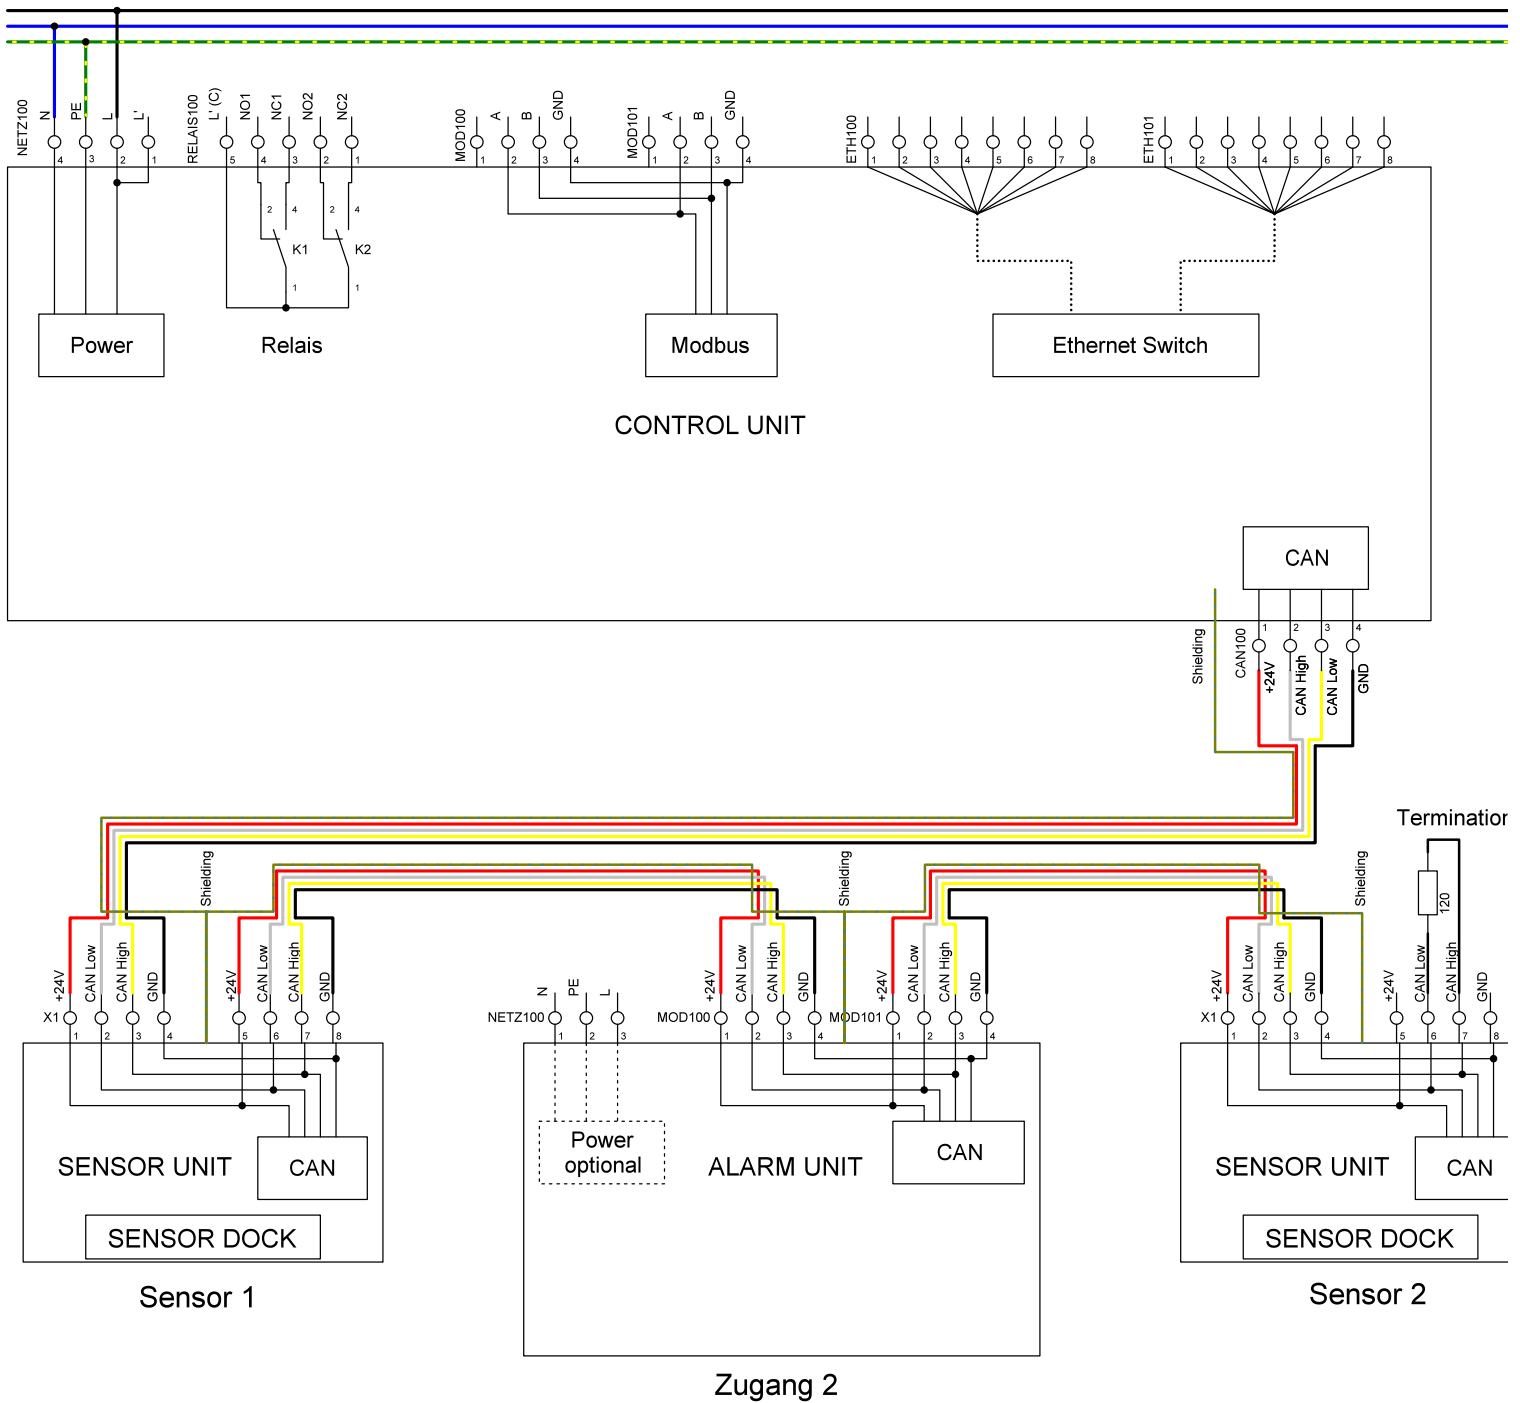 NETZ100 N PE L L'
4 3 2 1
RELAIS100 L' (C) NO1 NC1 NO2 NC2
5 4 3 2 1
MOD100 A B GND
1 2 3 4
MOD101 A B GND
1 2 3 4
ETH100
1 2 3 4 5 6 7 8
ETH101
1 2 3 4 5 6 7 8
2 4 K1 1
2 4 K2 1
Power
Relais
Modbus
Ethernet Switch
CONTROL UNIT
CAN
1 2 3 4
Shielding
CAN100 +24V CAN High CAN Low GND
Termination
120
Shielding
Shielding
Shielding
X1 +24V CAN Low CAN High GND +24V CAN Low CAN High GND
1 2 3 4 5 6 7 8
NETZ100 N PE L
1 2 3
MOD100 +24V CAN Low CAN High GND
1 2 3 4
MOD101 +24V CAN Low CAN High GND
1 2 3 4
X1 +24V CAN Low CAN High GND +24V CAN Low CAN High GND
1 2 3 4 5 6 7 8
SENSOR UNIT
CAN
SENSOR DOCK
Sensor 1
Power
optional
ALARM UNIT
CAN
Zugang 2
SENSOR UNIT
CAN
SENSOR DOCK
Sensor 2